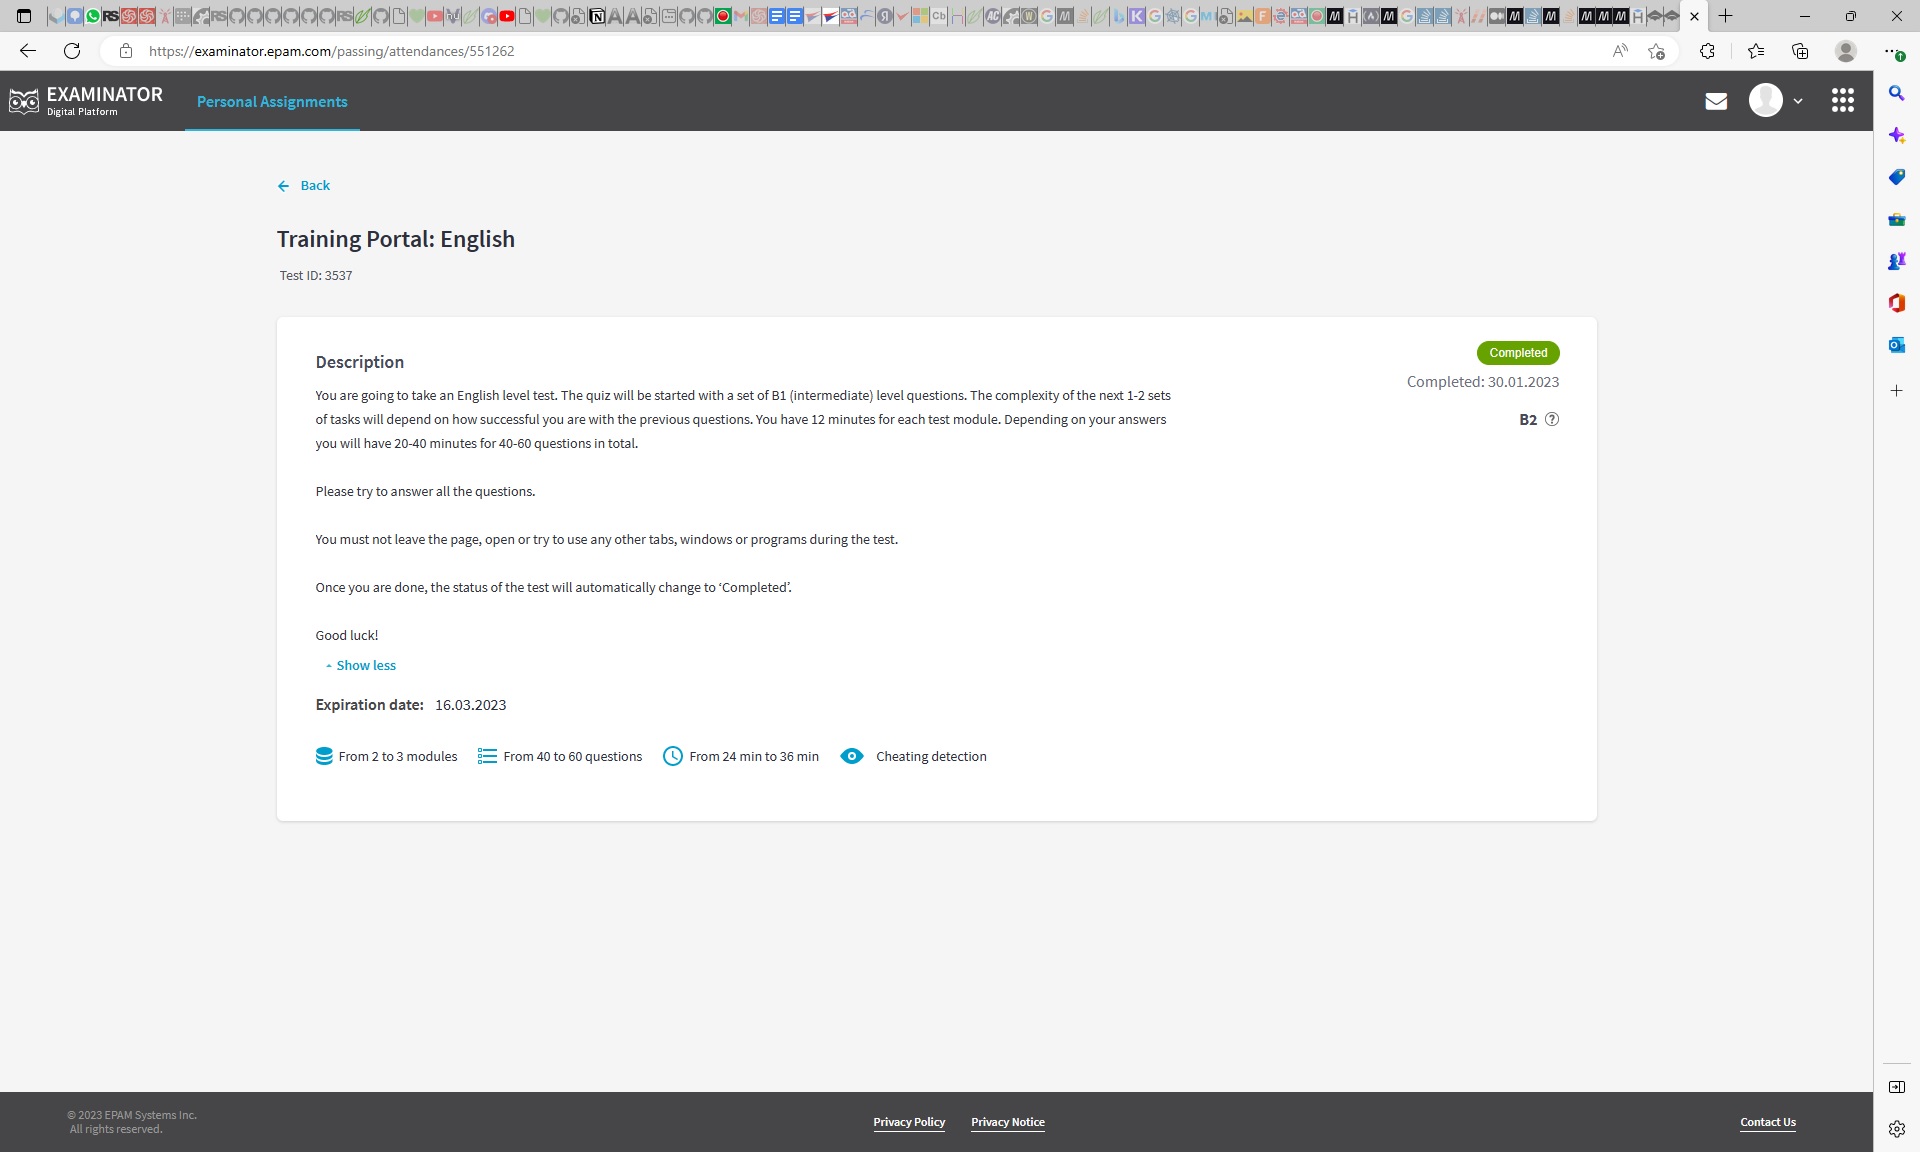 https://examinator.epam.com/passing/attendances/551262
EXAMINATOR
Digital Platform
Personal Assignments
Back
Training Portal: English
Test ID: 3537
Description
Completed
You are going to take an English level test. The quiz will be started with a set of B1 (intermediate) level questions. The complexity of the next 1-2 sets
Completed: 30.01.2023
of tasks will depend on how successful you are with the previous questions. You have 12 minutes for each test module. Depending on your answers
B2
you will have 20-40 minutes for 40-60 questions in total.
Please try to answer all the questions.
You must not leave the page, open or try to use any other tabs, windows or programs during the test.
Once you are done, the status of the test will automatically change to ‘Completed’.
Good luck!
Show less
Expiration date: 16.03.2023
From 2 to 3 modules From 40 to 60 questions From 24 min to 36 min Cheating detection
© 2023 EPAM Systems Inc.
All rights reserved.
Privacy Policy Privacy Notice
Contact Us